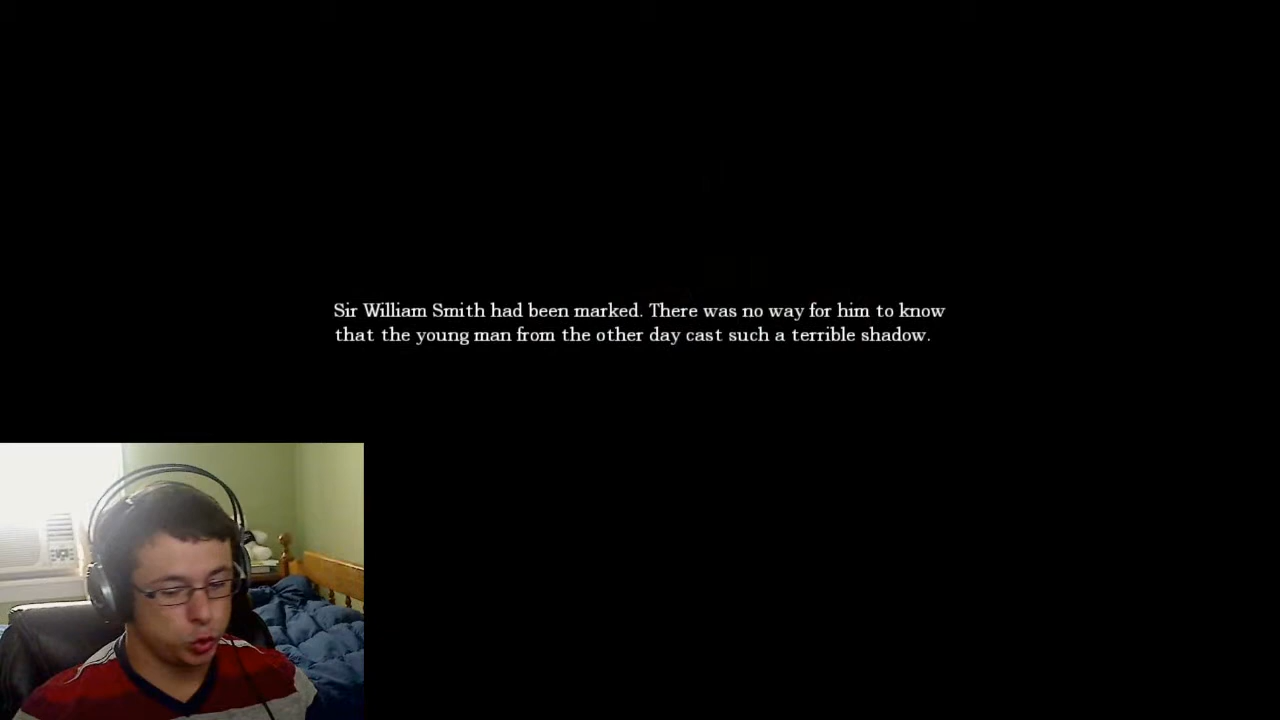 Sir William Smith had been marked. There was no way for him to know
that the young man from the other day cast such a terrible shadow.